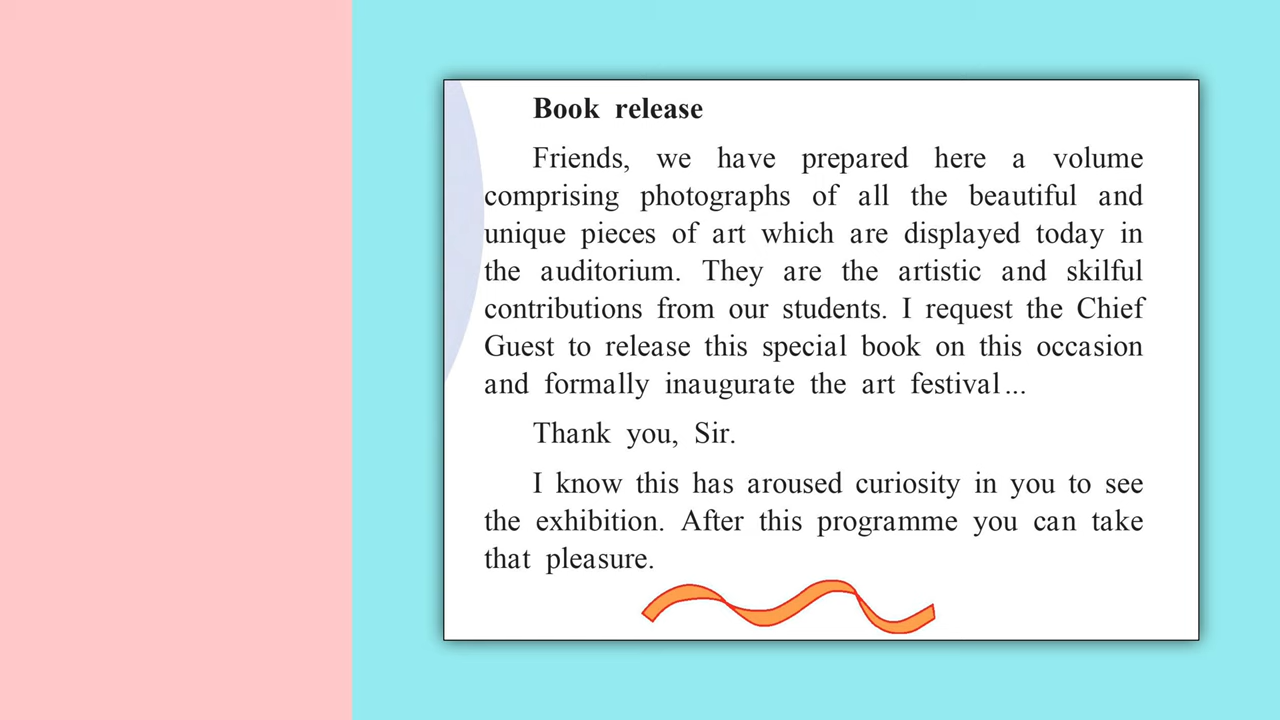 Book release
Friends, we have prepared here a volume
comprising photographs of all the beautiful and
unique pieces of art which are displayed today in
the auditorium. They are the artistic and skilful
contributions from our students. I request the Chief
Guest to release this special book on this occasion
and formally inaugurate the art festival...
Thank you, Sir.
I know this has aroused curiosity in you to see
the exhibition. After this programme you can take
that pleasure.